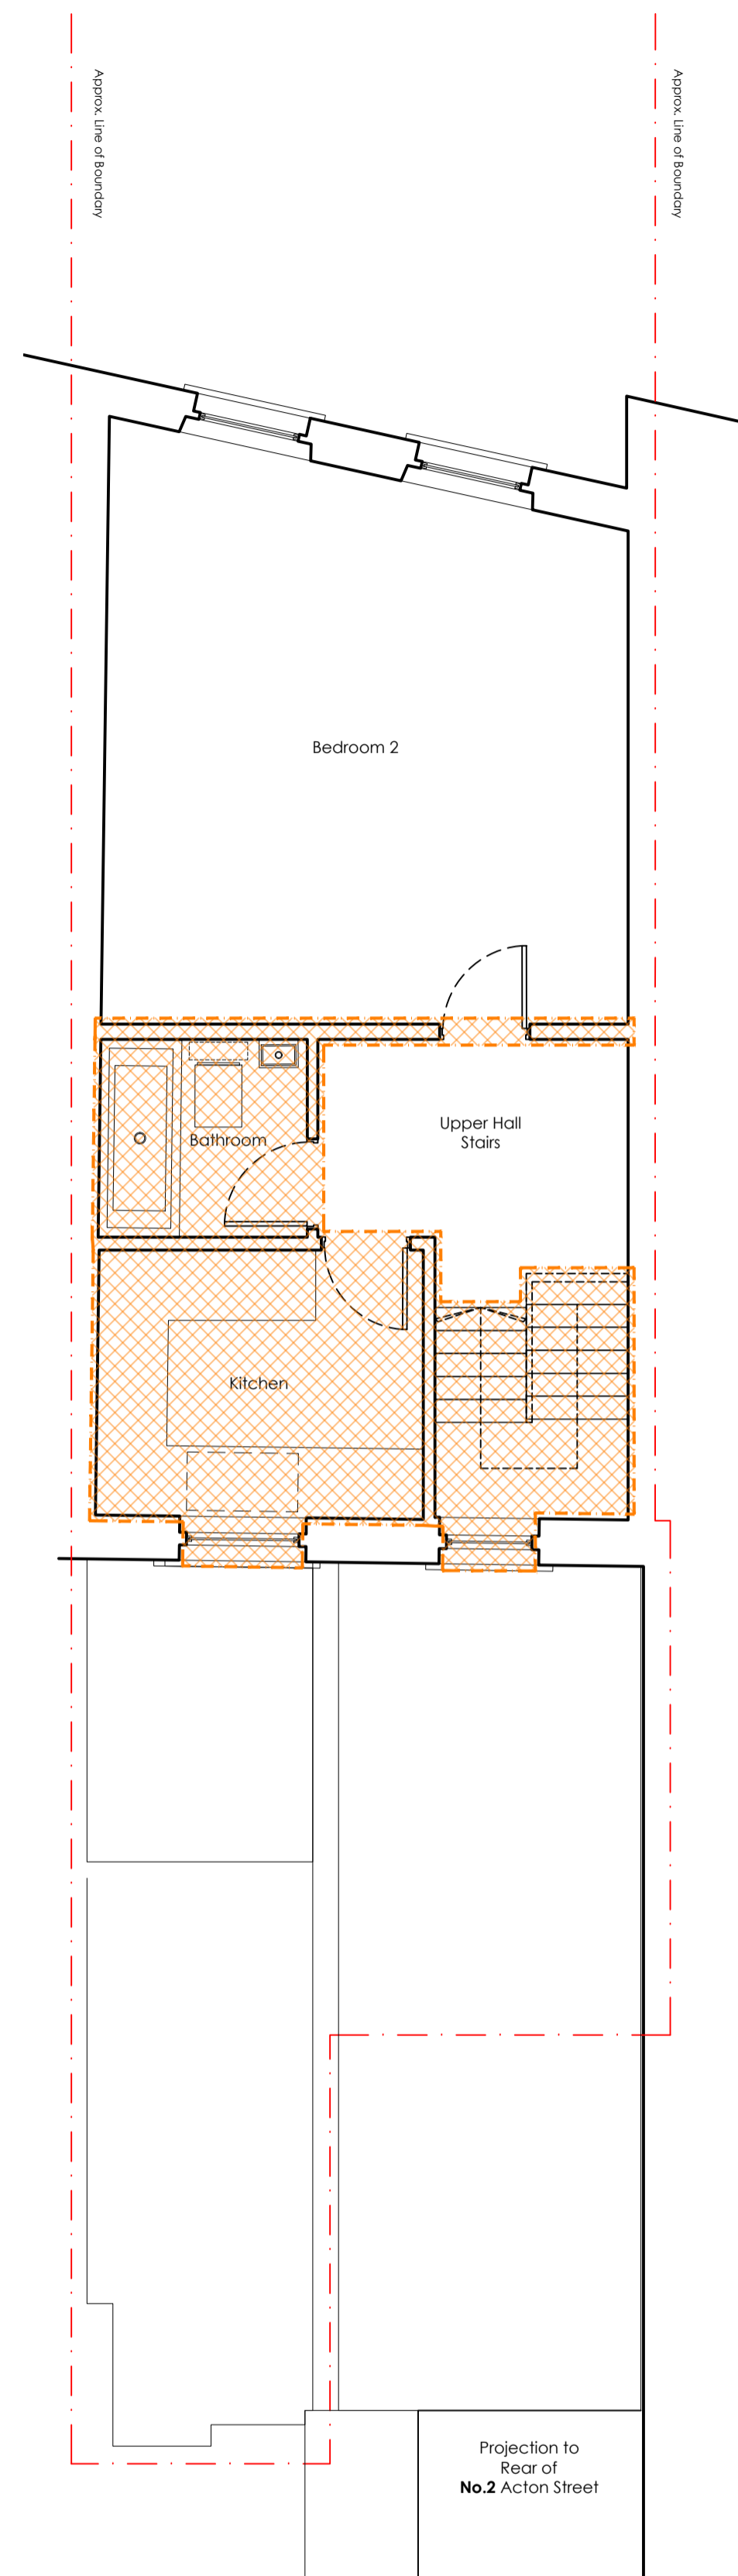 Approx. Line of Boundary
Approx. Line of Boundary
Bedroom 2
Upper Hall
Stairs
Bathroom
Kitchen
Projection to
Rear of
No.2 Acton Street